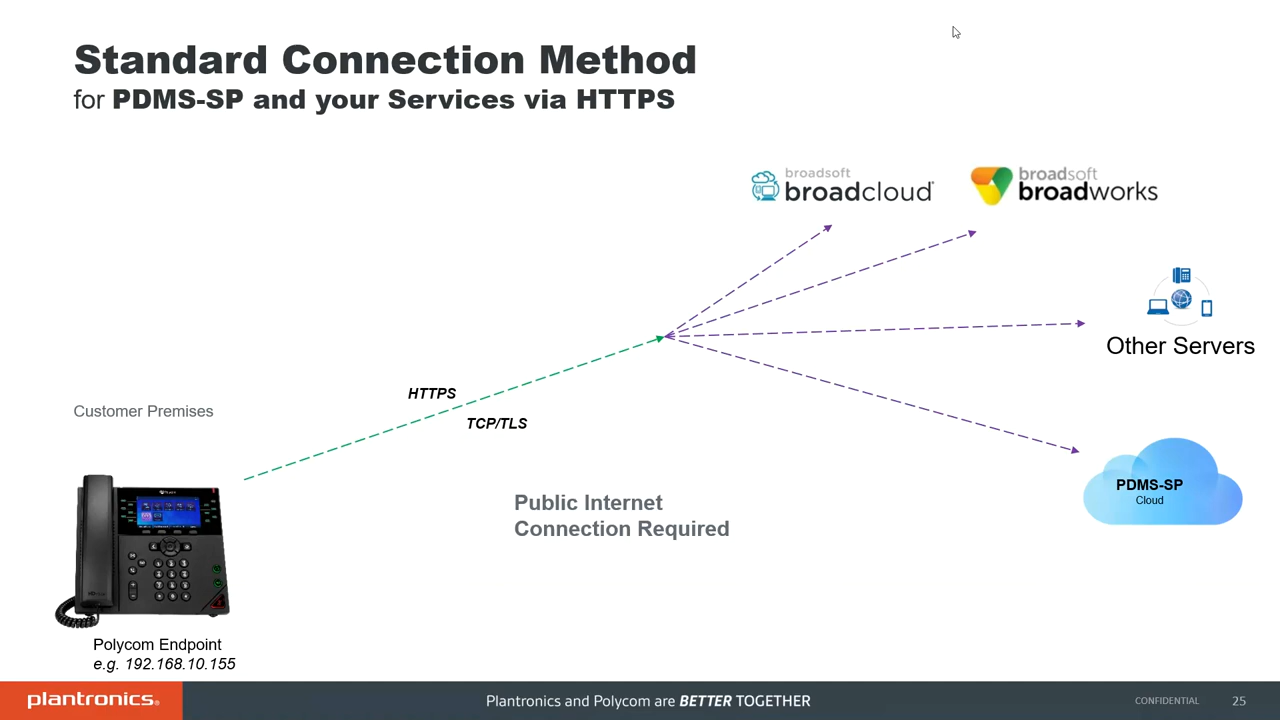 Standard Connection Method
for PDMS-SP and your Services via HTTPS
broadsoft
broadcloud
broadsoft
broadworks
Other Servers
HTTPS
TCP/TLS
Customer Premises
PDMS-SP
Cloud
Public Internet
Connection Required
Polycom Endpoint
e.g. 192.168.10.155
plantronics.
Plantronics and Polycom are BETTER TOGETHER
CONFIDENTIAL
25